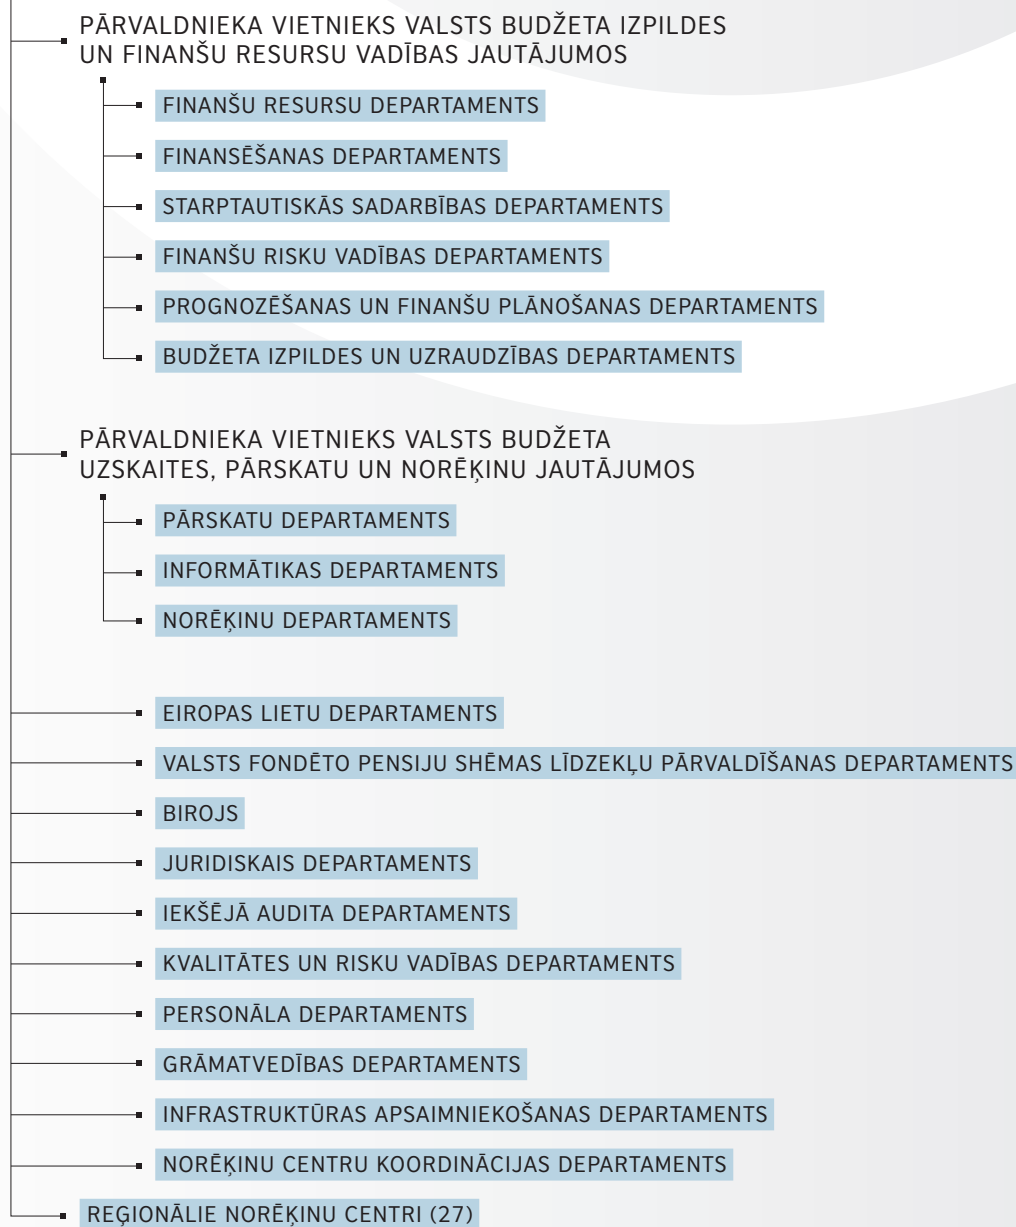 PĀRVALDNIEKA VIETNIEKS VALSTS BUDŽETA IZPILDES
UN FINANŠU RESURSU VADĪBAS JAUTĀJUMOS
FINANŠU RESURSU DEPARTAMENTS
FINANSĒŠANAS DEPARTAMENTS
STARPTAUTISKĀS SADARBĪBAS DEPARTAMENTS
FINANŠU RISKU VADĪBAS DEPARTAMENTS
PROGNOZĒŠANAS UN FINANŠU PLĀNOŠANAS DEPARTAMENTS
BUDŽETA IZPILDES UN UZRAUDZĪBAS DEPARTAMENTS
PĀRVALDNIEKA VIETNIEKS VALSTS BUDŽETA
UZSKAITES, PĀRSKATU UN NORĒĶINU JAUTĀJUMOS
PĀRSKATU DEPARTAMENTS
INFORMĀTIKAS DEPARTAMENTS
NORĒĶINU DEPARTAMENTS
EIROPAS LIETU DEPARTAMENTS
VALSTS FONDĒTO PENSIJU SHĒMAS LĪDZEKĻU PĀRVALDĪŠANAS DEPARTAMENTS
BIROJS
JURIDISKAIS DEPARTAMENTS
IEKŠĒJĀ AUDITA DEPARTAMENTS
KVALITĀTES UN RISKU VADĪBAS DEPARTAMENTS
PERSONĀLA DEPARTAMENTS
GRĀMATVEDĪBAS DEPARTAMENTS
INFRASTRUKTŪRAS APSAIMNIEKOŠANAS DEPARTAMENTS
NORĒĶINU CENTRU KOORDINĀCIJAS DEPARTAMENTS
REĢIONĀLIE NORĒĶINU CENTRI (27)